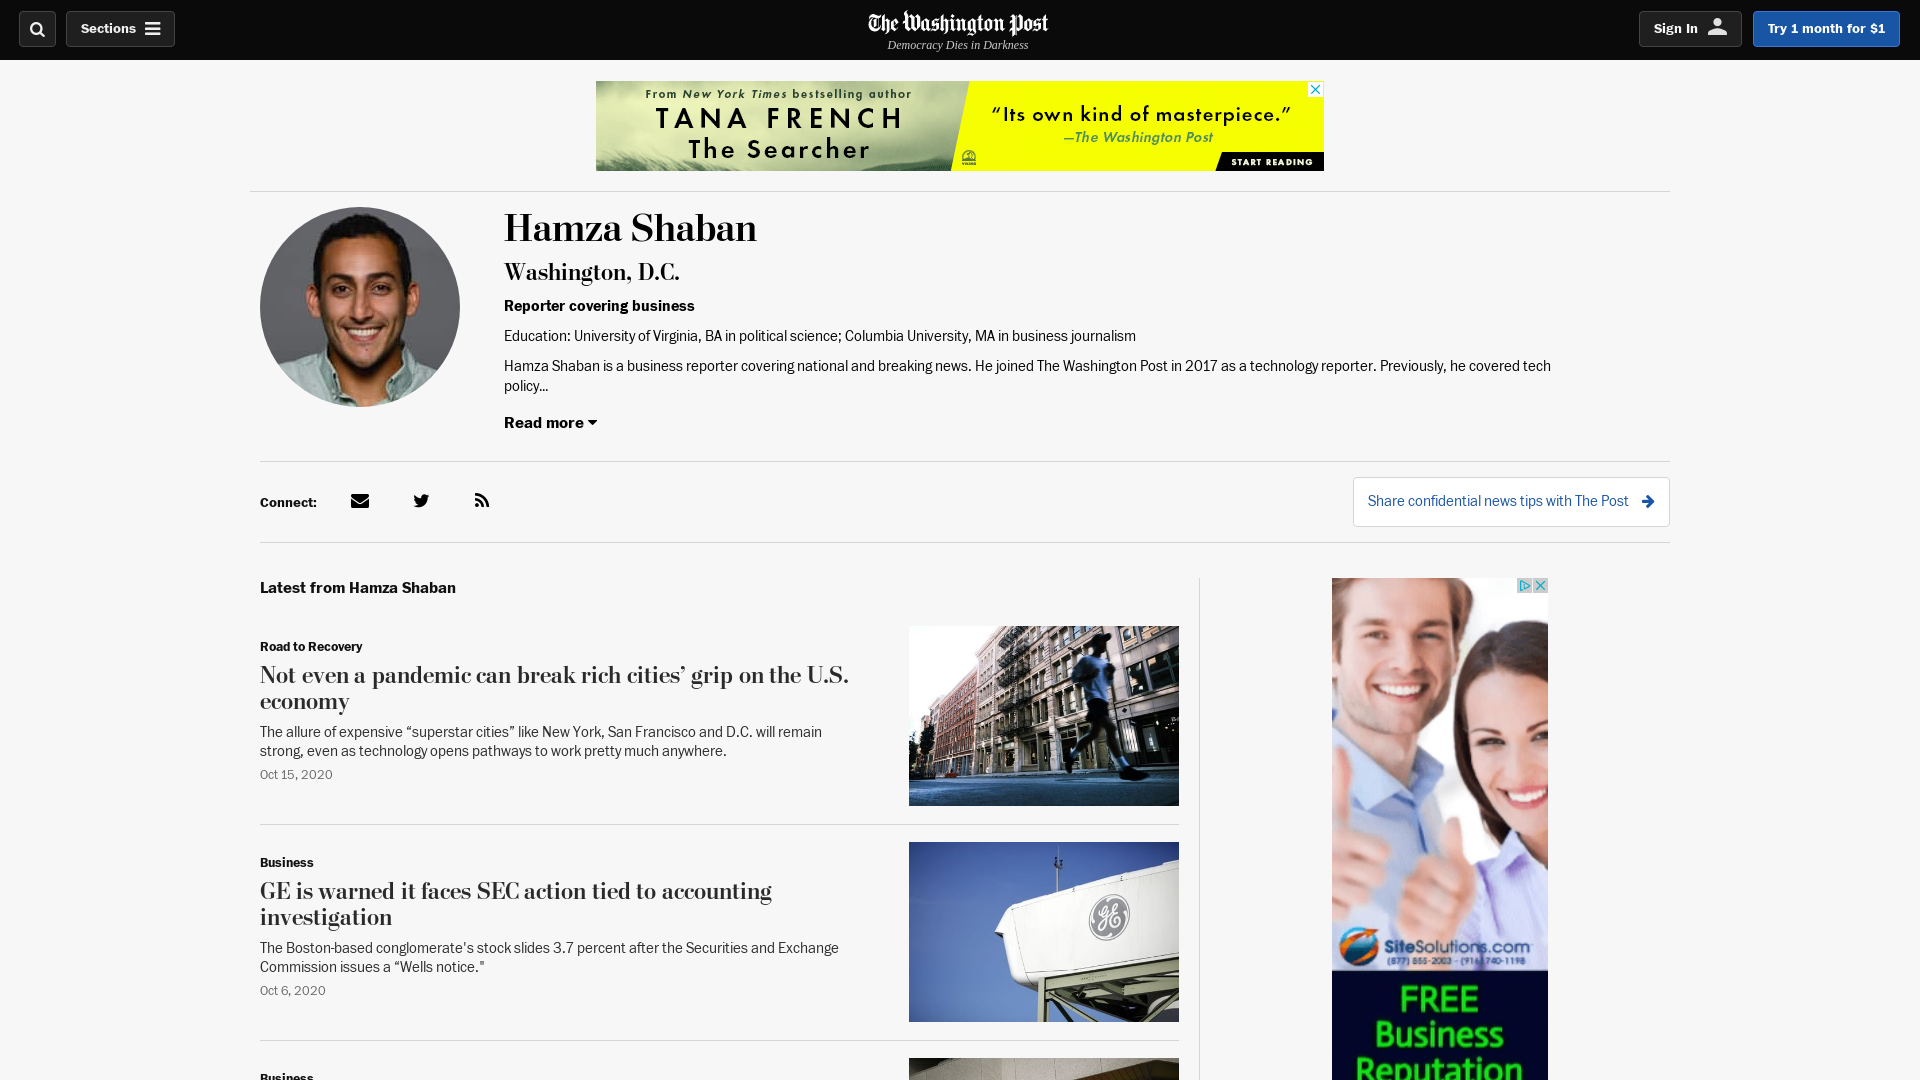 Sections
The Washington Post
Democracy Dies in Darkness
Sign In
Try 1 month for $1
From New York Times bestselling author
TANA FRENCH
The Searcher
“Its own kind of masterpiece.”
—The Washington Post
START READING
Hamza Shaban
Washington, D.C.
Reporter covering business
Education: University of Virginia, BA in political science; Columbia University, MA in business journalism
Hamza Shaban is a business reporter covering national and breaking news. He joined The Washington Post in 2017 as a technology reporter. Previously, he covered tech
policy...
Read more
Connect:
Share confidential news tips with The Post
Latest from Hamza Shaban
Road to Recovery
Not even a pandemic can break rich cities’ grip on the U.S.
economy
The allure of expensive “superstar cities” like New York, San Francisco and D.C. will remain
strong, even as technology opens pathways to work pretty much anywhere.
Oct 15, 2020
Business
GE is warned it faces SEC action tied to accounting
investigation
The Boston-based conglomerate's stock slides 3.7 percent after the Securities and Exchange
Commission issues a “Wells notice."
Oct 6, 2020
Business
GE
SiteSolutions.com
(877) 555-2003 - (916) 740-1198
FREE
Business
Reputation